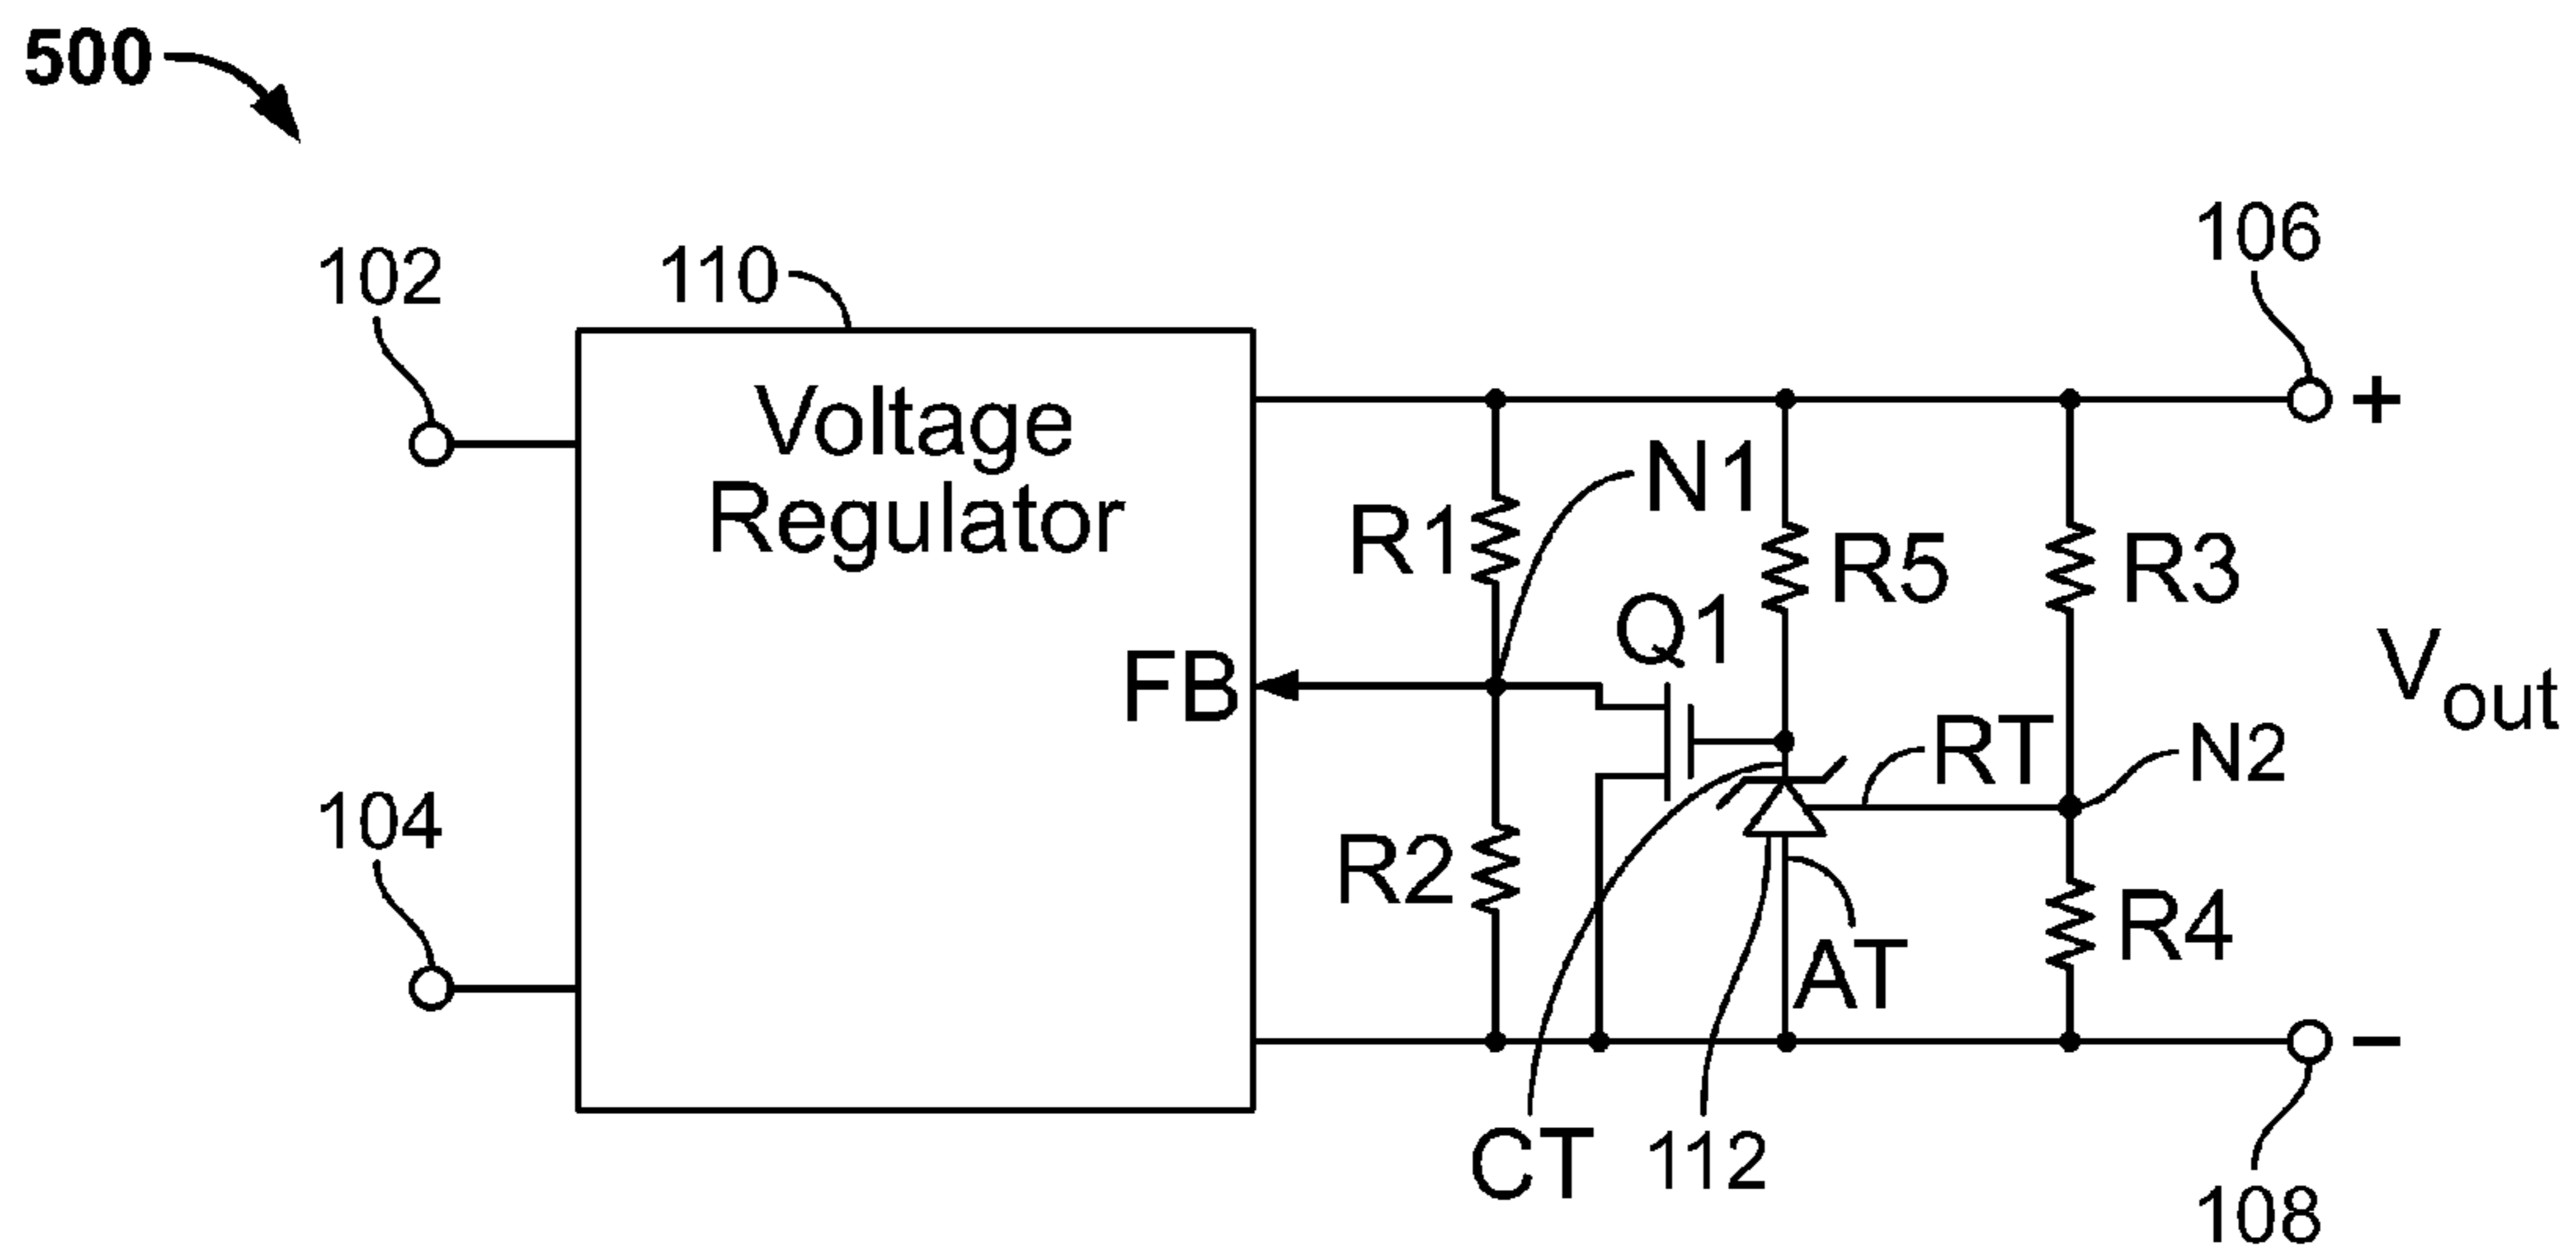 500
106
102
110
Voltage
Regulator
N1
R1
R5
R3
Q1
FB
Vout
RT
N2
104
R2
R4
AT
CT
112
108
+
−